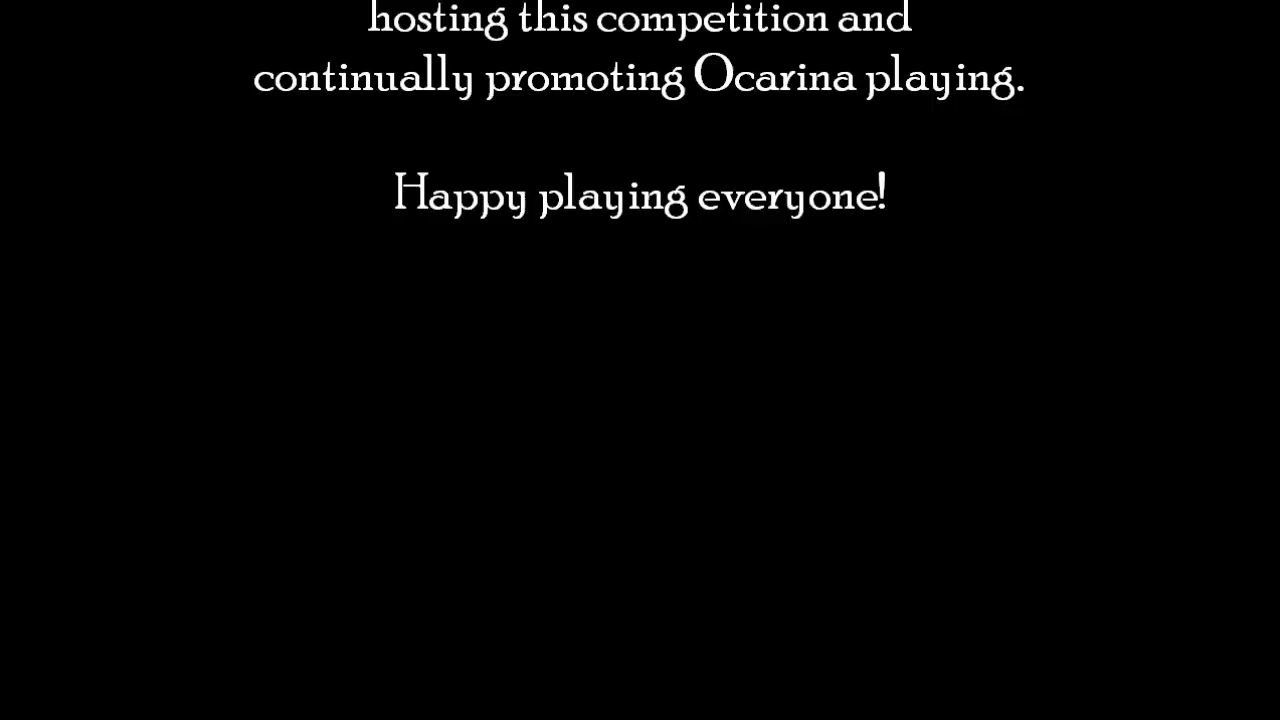 hosting this competition and
continually promoting Ocarina playing.
Happy playing everyone!